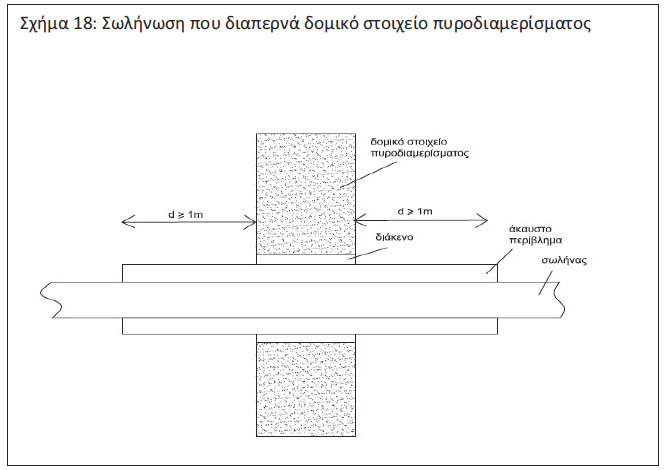 Σχήμα 18: Σωλήνωση που διαπερνά δομικό στοιχείο πυροδιαμερίσματος
δομικό στοιχείο
πυροδιαμερίσματος
d ⩾ 1m
d ⩾ 1m
διάκενο
άκαυστο
περίβλημα
σωλήνας